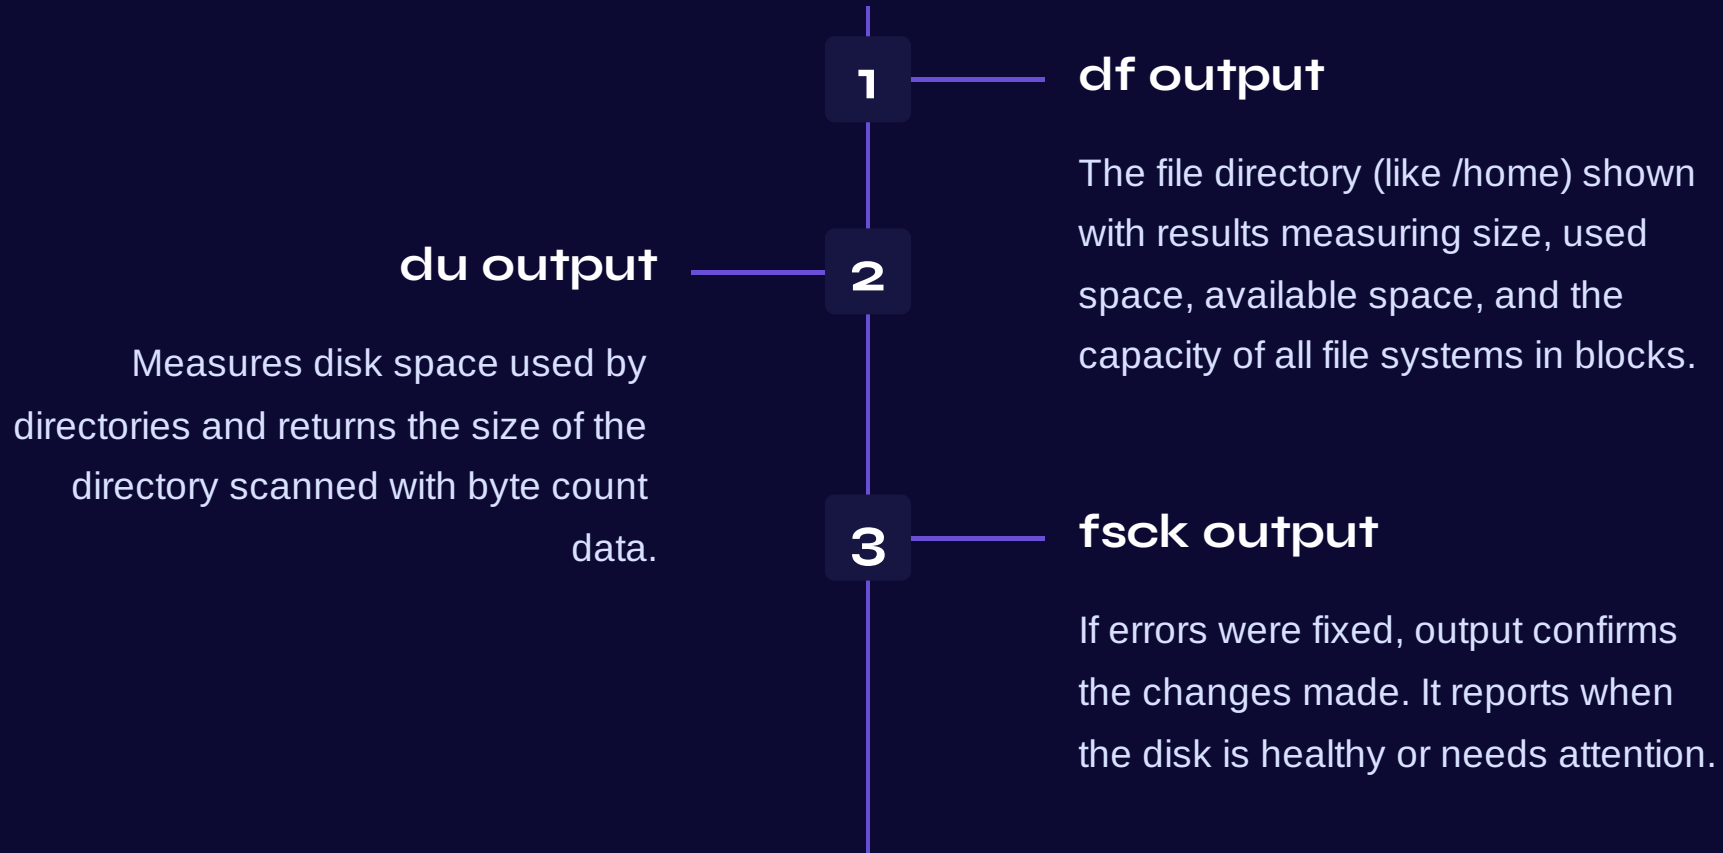 1
df output
The file directory (like /home) shown
with results measuring size, used
space, available space, and the
capacity of all file systems in blocks.
2
du output
Measures disk space used by
directories and returns the size of the
directory scanned with byte count
data.
3
fsck output
If errors were fixed, output confirms
the changes made. It reports when
the disk is healthy or needs attention.